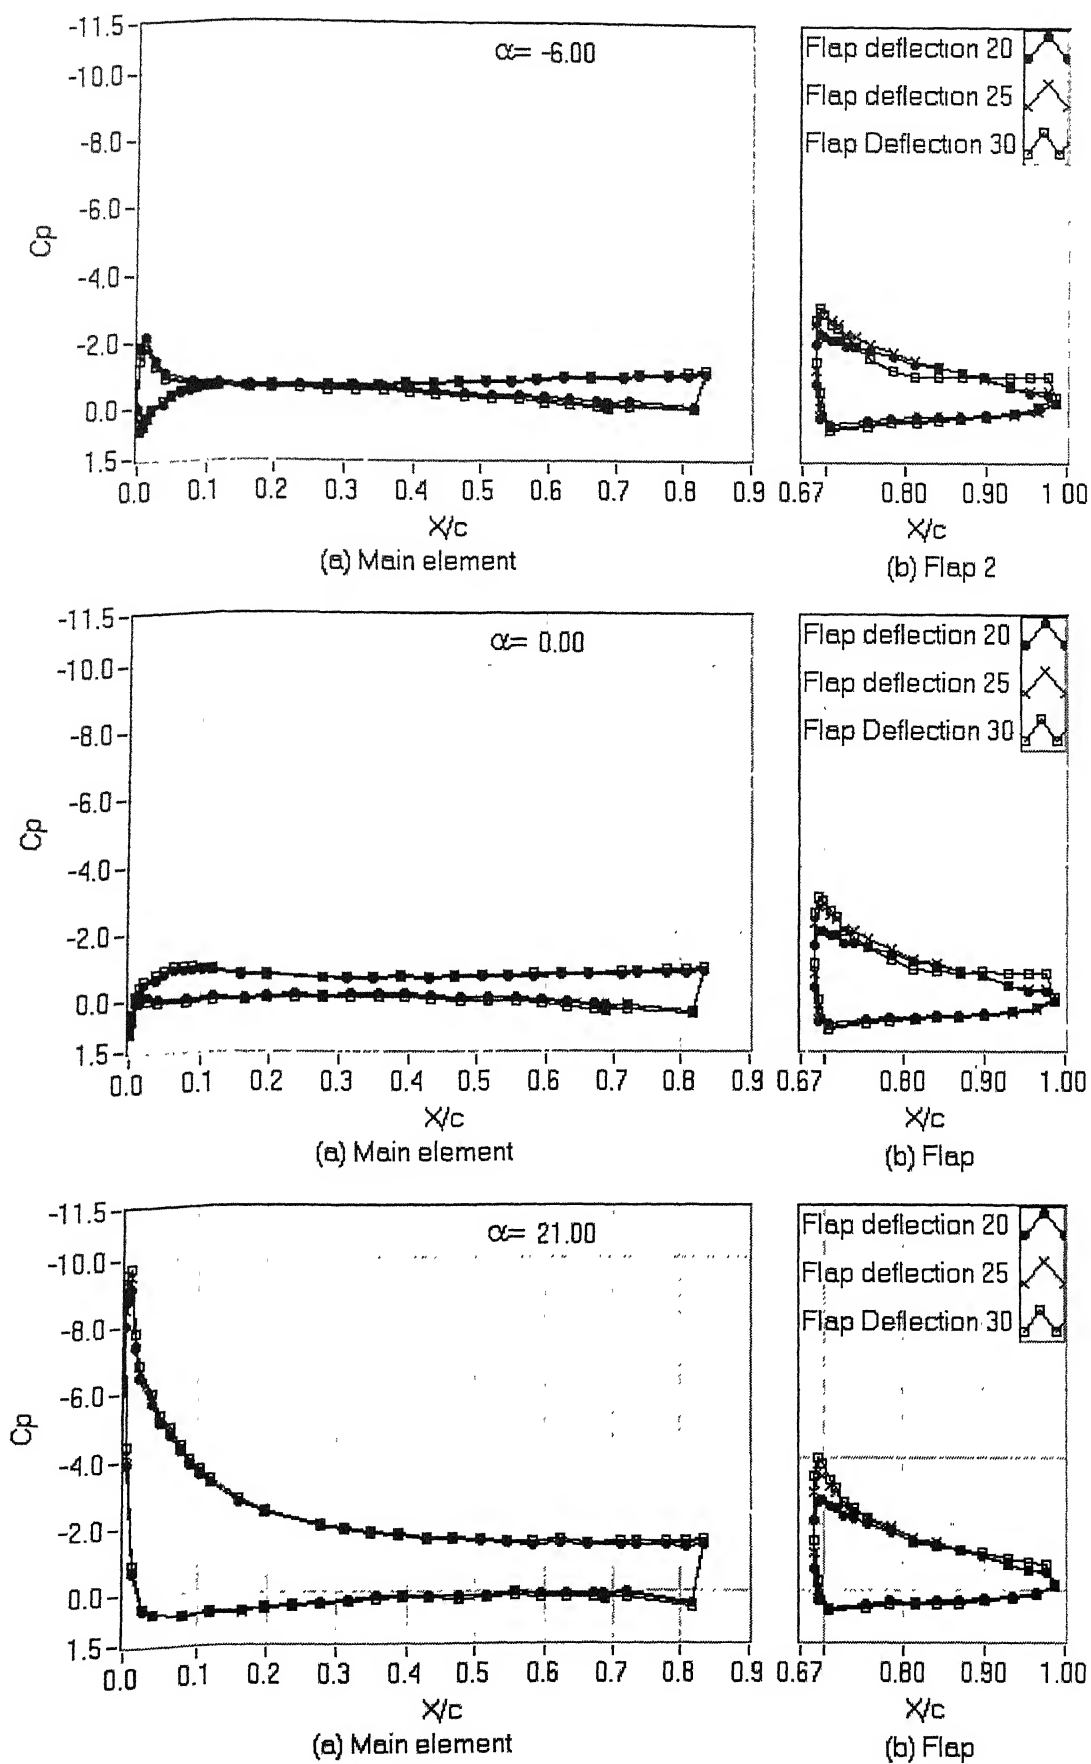 -11.5
-10.0
-8.0
-6.0
-4.0
-2.0
0.0
1.5
Cp
α= -6.00
0.0 0.1 0.2 0.3 0.4 0.5 0.6 0.7 0.8 0.9
X/c
(a) Main element
Flap deflection 20
Flap deflection 25
Flap Deflection 30
0.67 0.80 0.90 1.00
X/c
(b) Flap 2
-11.5
-10.0
-8.0
-6.0
-4.0
-2.0
0.0
1.5
Cp
α= 0.00
0.0 0.1 0.2 0.3 0.4 0.5 0.6 0.7 0.8 0.9
X/c
(a) Main element
Flap deflection 20
Flap deflection 25
Flap Deflection 30
0.67 0.80 0.90 1.00
X/c
(b) Flap
-11.5
-10.0
-8.0
-6.0
-4.0
-2.0
0.0
1.5
Cp
α= 21.00
0.0 0.1 0.2 0.3 0.4 0.5 0.6 0.7 0.8 0.9
X/c
(a) Main element
Flap deflection 20
Flap deflection 25
Flap Deflection 30
0.67 0.80 0.90 1.00
X/c
(b) Flap